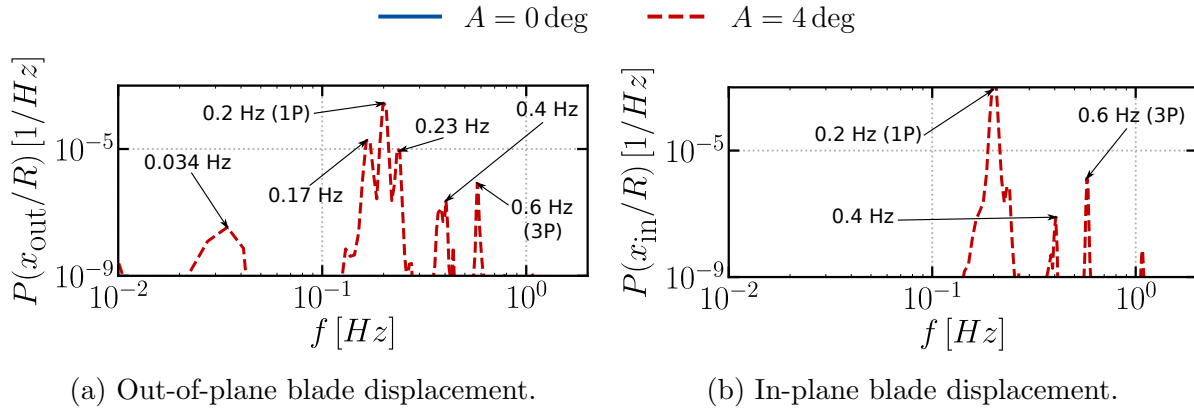 A = 0 deg
A = 4 deg
P(x_out/R) [1/Hz]
10^-5
10^-9
0.2 Hz (1P)
0.4 Hz
0.23 Hz
0.034 Hz
0.17 Hz
0.6 Hz
(3P)
10^-2
10^-1
10^0
f [Hz]
(a) Out-of-plane blade displacement.
P(x_in/R) [1/Hz]
10^-5
10^-9
0.6 Hz (3P)
0.2 Hz (1P)
0.4 Hz
10^-2
10^-1
10^0
f [Hz]
(b) In-plane blade displacement.